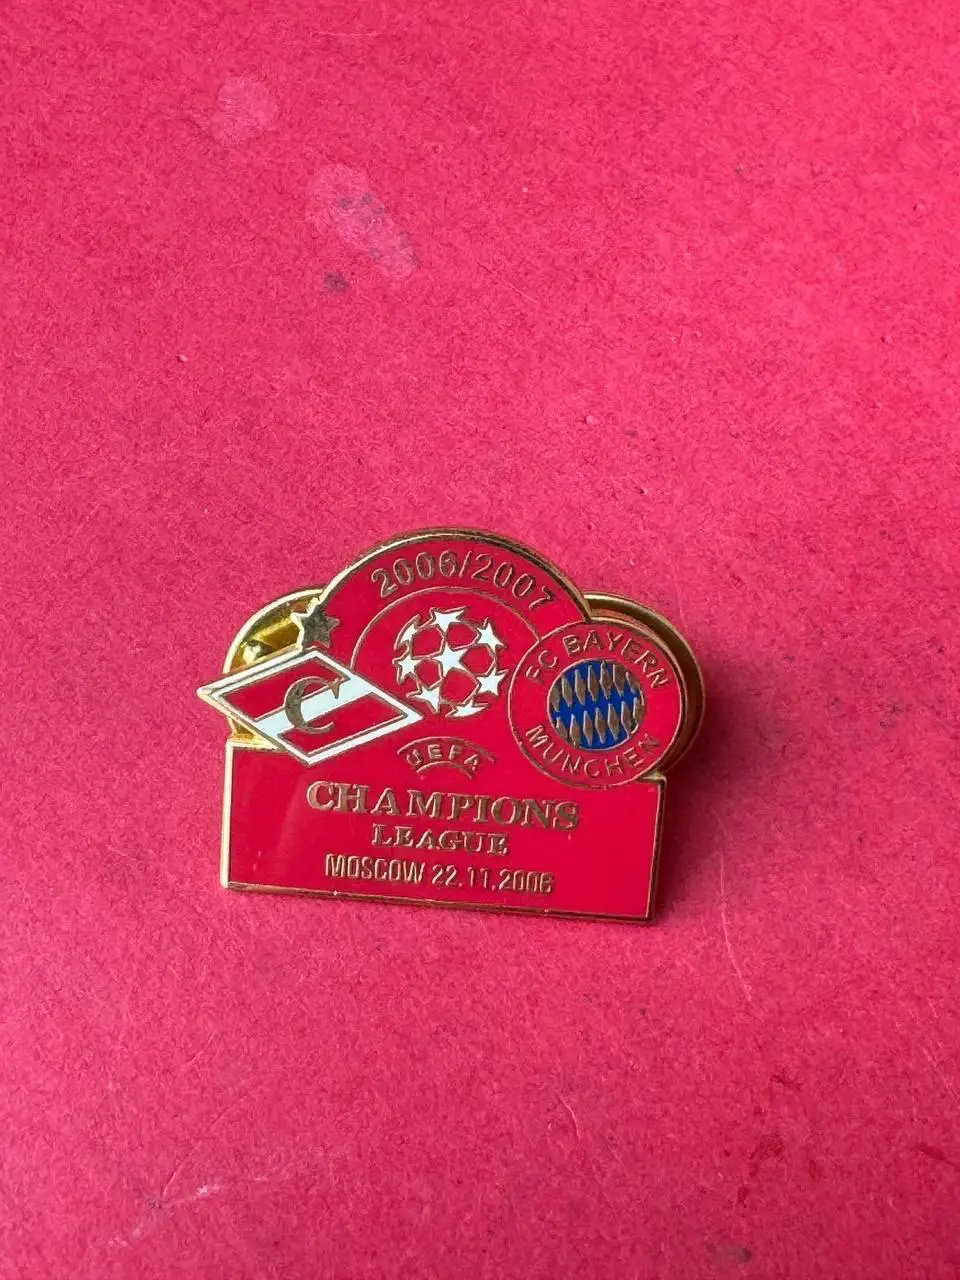 2006/2007
FC BAYERN
MÜNCHEN
C
UEFA
CHAMPIONS
LEAGUE
MOSCOW 22.11.2006